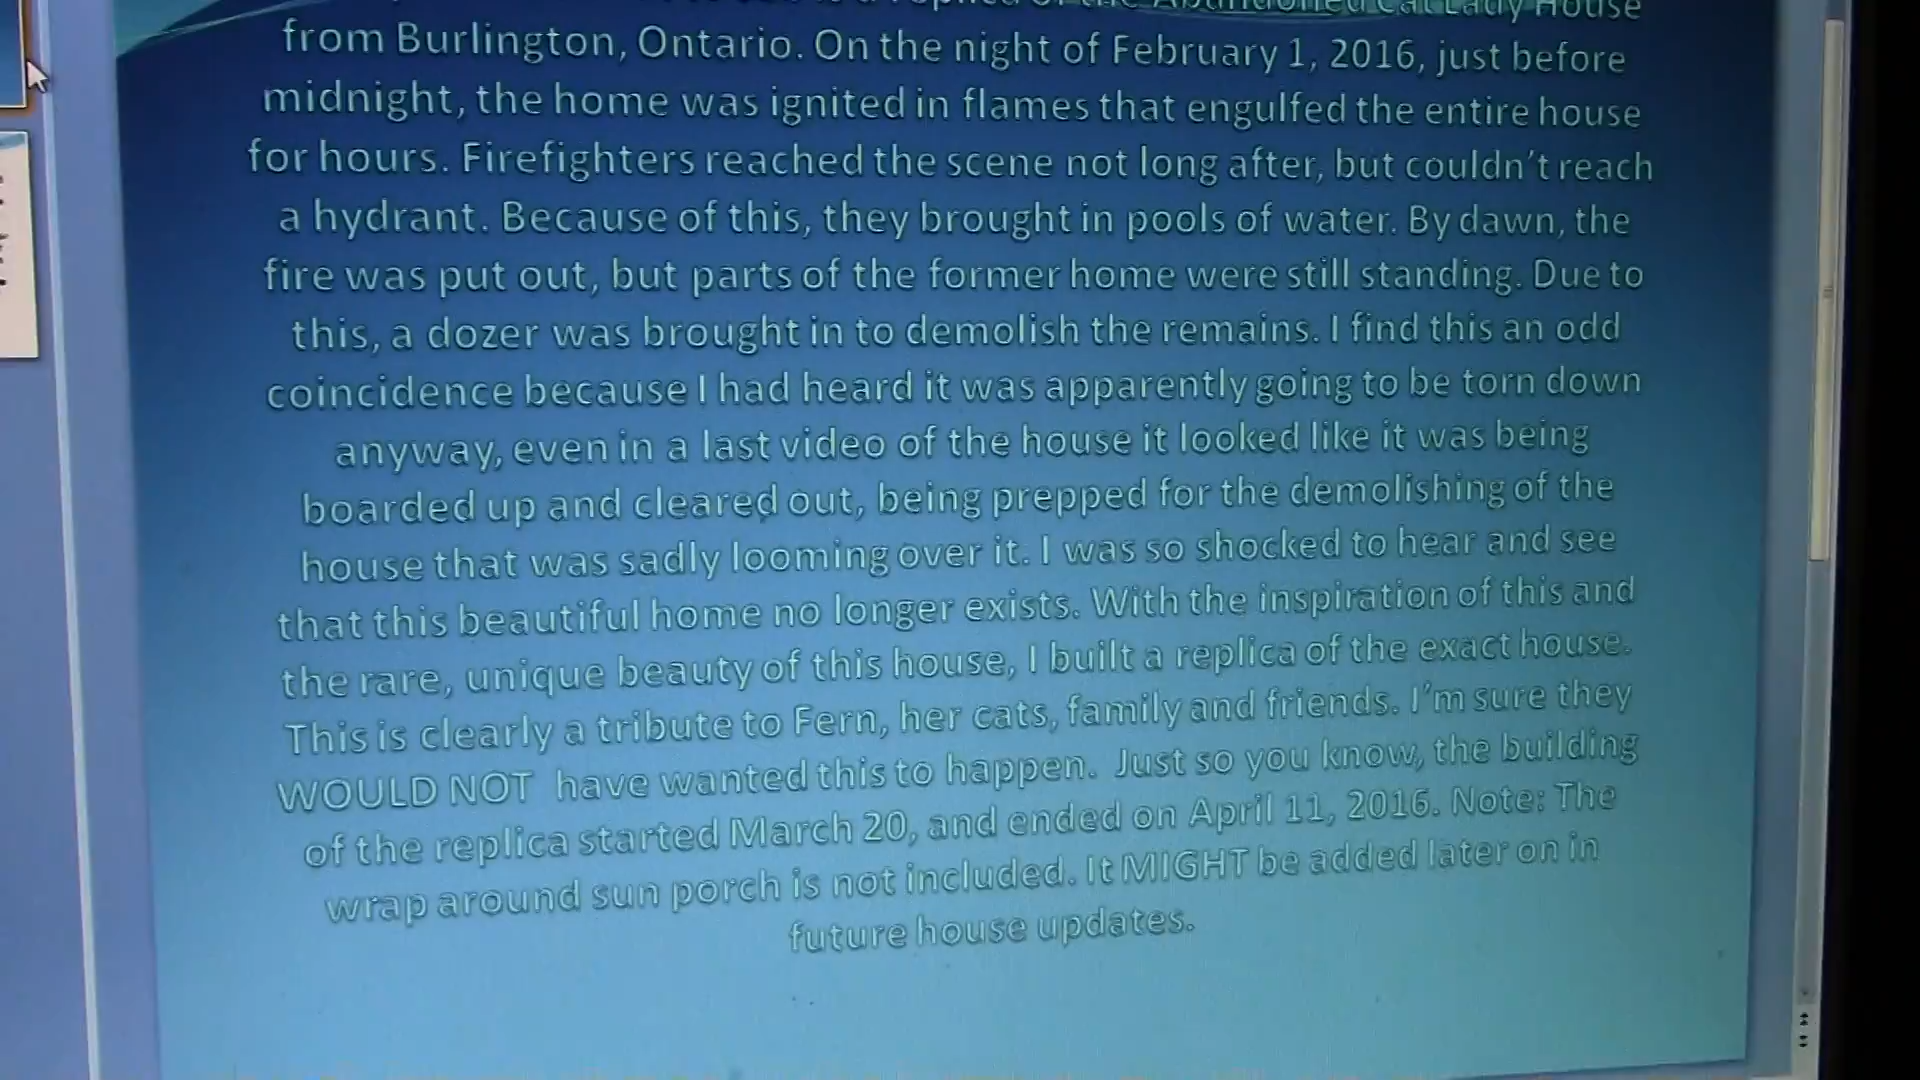 a replica of the Abandoned Cat Lady House
from Burlington, Ontario. On the night of February 1, 2016, just before
midnight, the home was ignited in flames that engulfed the entire house
for hours. Firefighters reached the scene not long after, but couldn't reach
a hydrant. Because of this, they brought in pools of water. By dawn, the
fire was put out, but parts of the former home were still standing. Due to
this, a dozer was brought in to demolish the remains. I find this an odd
coincidence because I had heard it was apparently going to be torn down
anyway, even in a last video of the house it looked like it was being
boarded up and cleared out, being prepped for the demolishing of the
house that was sadly looming over it. I was so shocked to hear and see
that this beautiful home no longer exists. With the inspiration of this and
the rare, unique beauty of this house, I built a replica of the exact house.
This is clearly a tribute to Fern, her cats, family and friends. I'm sure they
WOULD NOT have wanted this to happen. Just so you know, the building
of the replica started March 20, and ended on April 11, 2016. Note: The
wrap around sun porch is not included. It MIGHT be added later on in
future house updates.